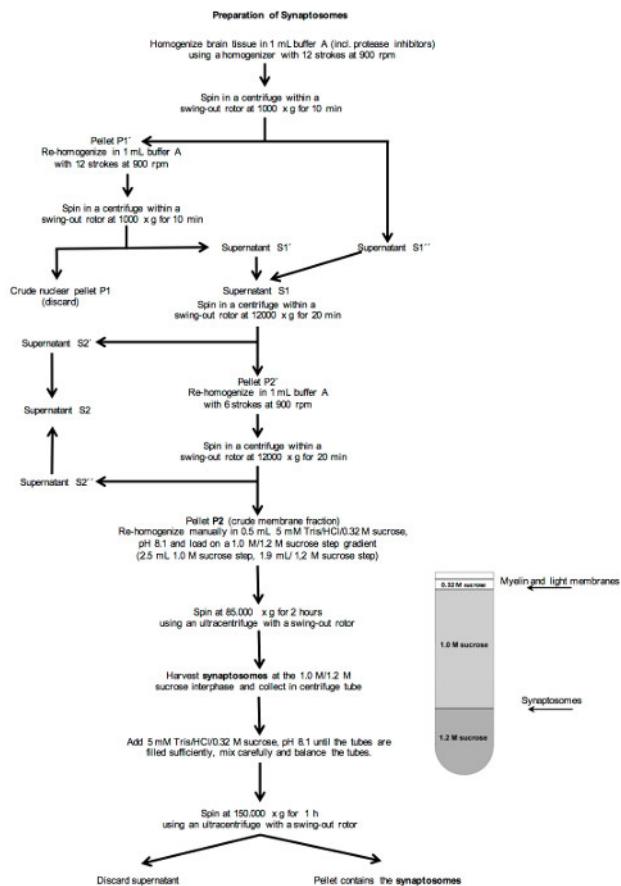 Preparation of Synaptosomes
Homogenize brain tissue in 1 mL buffer A (incl. protease inhibitors)
using a homogenizer with 12 strokes at 900 rpm
Spin in a centrifuge within a
swing-out rotor at 1000 x g for 10 min
Pellet P1´
Re-homogenize in 1 mL buffer A
with 12 strokes at 900 rpm
Spin in a centrifuge within a
swing-out rotor at 1000 x g for 10 min
Supernatant S1´
Supernatant S1´´
Crude nuclear pellet P1
(discard)
Supernatant S1
Spin in a centrifuge within a
swing-out rotor at 12000 x g for 20 min
Supernatant S2´
Pellet P2´
Re-homogenize in 1 mL buffer A
with 6 strokes at 900 rpm
Supernatant S2
Spin in a centrifuge within a
swing-out rotor at 12000 x g for 20 min
Supernatant S2´´
Pellet P2 (crude membrane fraction)
Re-homogenize manually in 0.5 mL 5 mM Tris/HCl/0.32 M sucrose,
pH 8.1 and load on a 1.0 M/1.2 M sucrose step gradient
(2.5 mL 1.0 M sucrose step, 1.9 mL/ 1,2 M sucrose step)
Spin at 85.000 x g for 2 hours
using an ultracentrifuge with a swing-out rotor
Harvest synaptosomes at the 1.0 M/1.2 M
sucrose interphase and collect in centrifuge tube
Add 5 mM Tris/HCl/0.32 M sucrose, pH 8.1 until the tubes are
filled sufficiently, mix carefully and balance the tubes.
Spin at 150.000 x g for 1 h
using an ultracentrifuge with a swing-out rotor
Discard supernatant
Pellet contains the synaptosomes
0.32 M sucrose
Myelin and light membranes
1.0 M sucrose
Synaptosomes
1.2 M sucrose